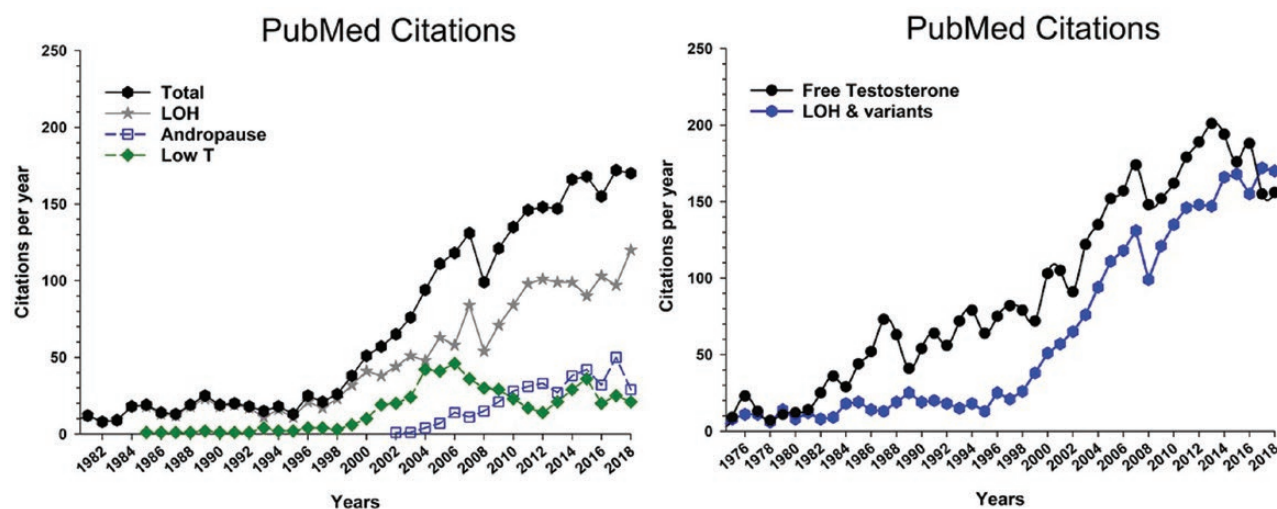 PubMed Citations
250
200
150
100
50
0
Citations per year
Total
LOH
Andropause
Low T
1982 1984 1986 1988 1990 1992 1994 1996 1998 2000 2002 2004 2006 2008 2010 2012 2014 2016 2018
Years
PubMed Citations
250
200
150
100
50
0
Citations per year
Free Testosterone
LOH & variants
1976 1978 1980 1982 1984 1986 1988 1990 1992 1994 1996 1998 2000 2002 2004 2006 2008 2010 2012 2014 2016 2018
Years